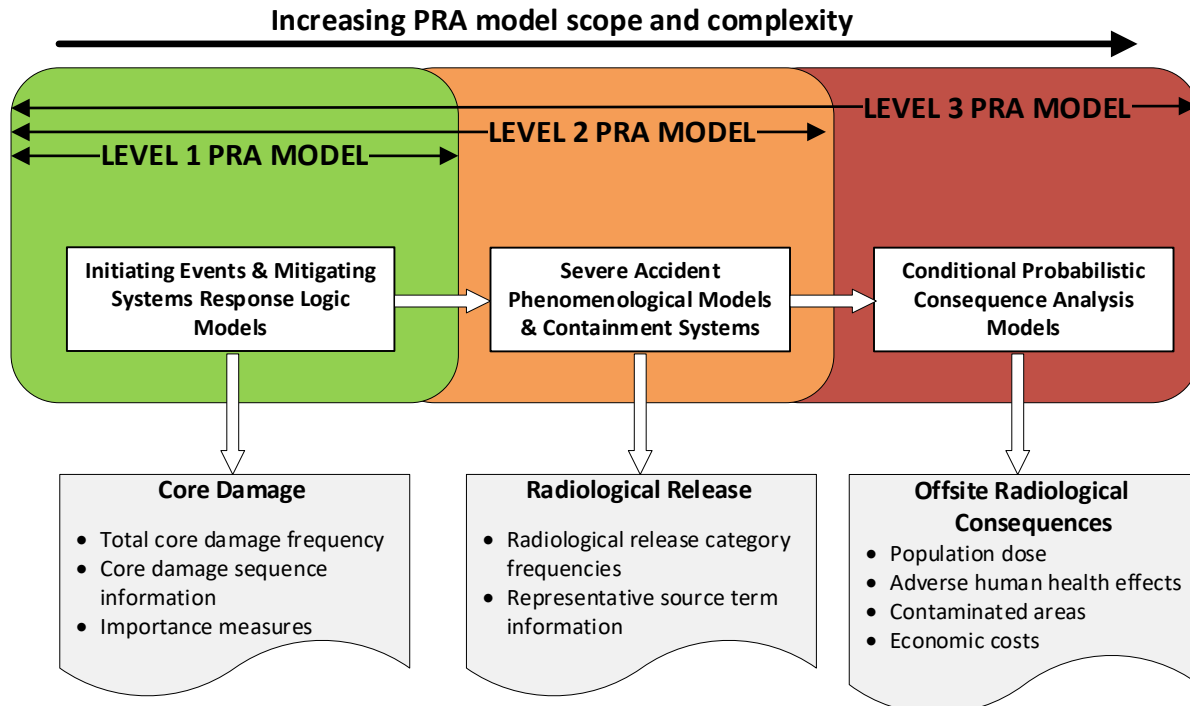 Increasing PRA model scope and complexity
LEVEL 3 PRA MODEL
LEVEL 2 PRA MODEL
LEVEL 1 PRA MODEL
Initiating Events & Mitigating
Systems Response Logic
Models
Severe Accident
Phenomenological Models
& Containment Systems
Conditional Probabilistic
Consequence Analysis
Models
Core Damage
• Total core damage frequency
• Core damage sequence
information
• Importance measures
Radiological Release
• Radiological release category
frequencies
• Representative source term
information
Offsite Radiological
Consequences
• Population dose
• Adverse human health effects
• Contaminated areas
• Economic costs